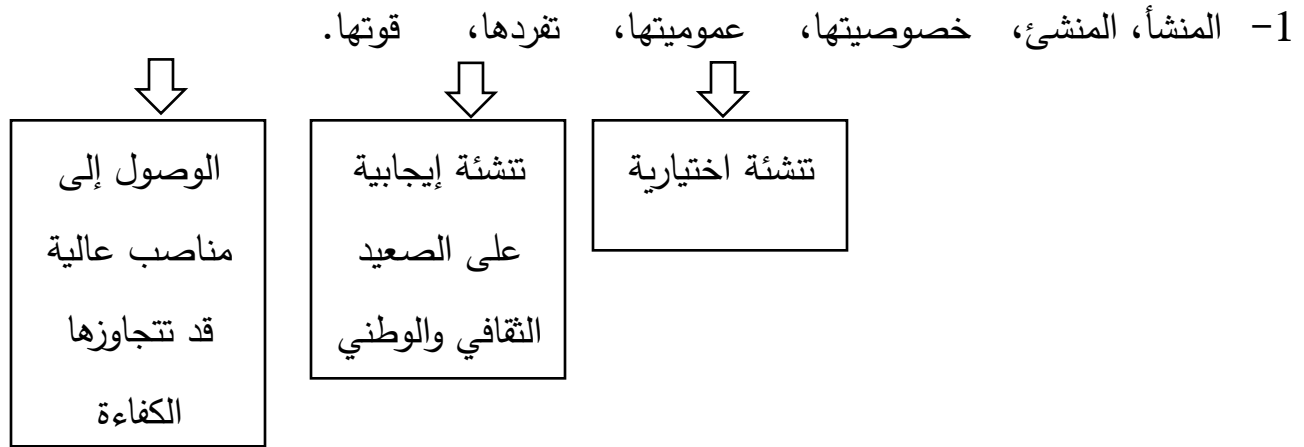 1- المنشأ، المنشئ، خصوصيتها، عموميتها، تفردها، قوتها.
تنشئة اختيارية
تنشئة إيجابية
على الصعيد
الثقافي والوطني
الوصول إلى
مناصب عالية
قد تتجاوزها
الكفاءة